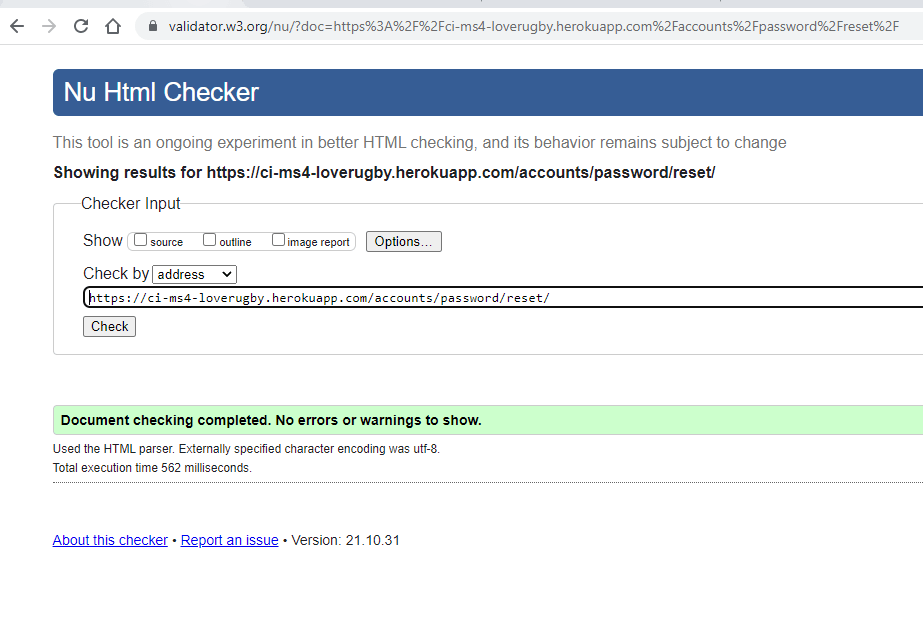 validator.w3.org/nu/?doc=https%3A%2F%2Fci-ms4-loverugby.herokuapp.com%2Faccounts%2Fpassword%2Freset%2F
Nu Html Checker
This tool is an ongoing experiment in better HTML checking, and its behavior remains subject to change
Showing results for https://ci-ms4-loverugby.herokuapp.com/accounts/password/reset/
Checker Input
Show source outline image report Options...
Check by address
https://ci-ms4-loverugby.herokuapp.com/accounts/password/reset/
Check
Document checking completed. No errors or warnings to show.
Used the HTML parser. Externally specified character encoding was utf-8.
Total execution time 562 milliseconds.
About this checker • Report an issue • Version: 21.10.31